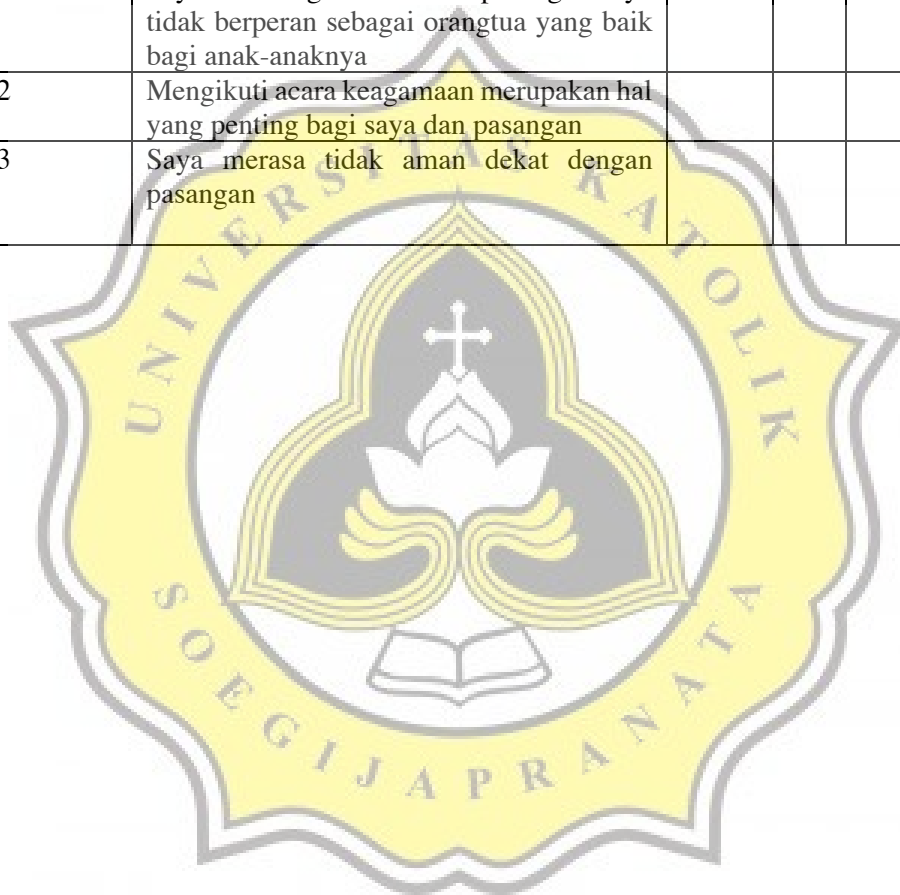 tidak berperan sebagai orangtua yang baik
bagi anak-anaknya
2 Mengikuti acara keagamaan merupakan hal
yang penting bagi saya dan pasangan
3 Saya merasa tidak aman dekat dengan
pasangan
UNIVERSITAS KATOLIK
SOEGIJAPRANATA